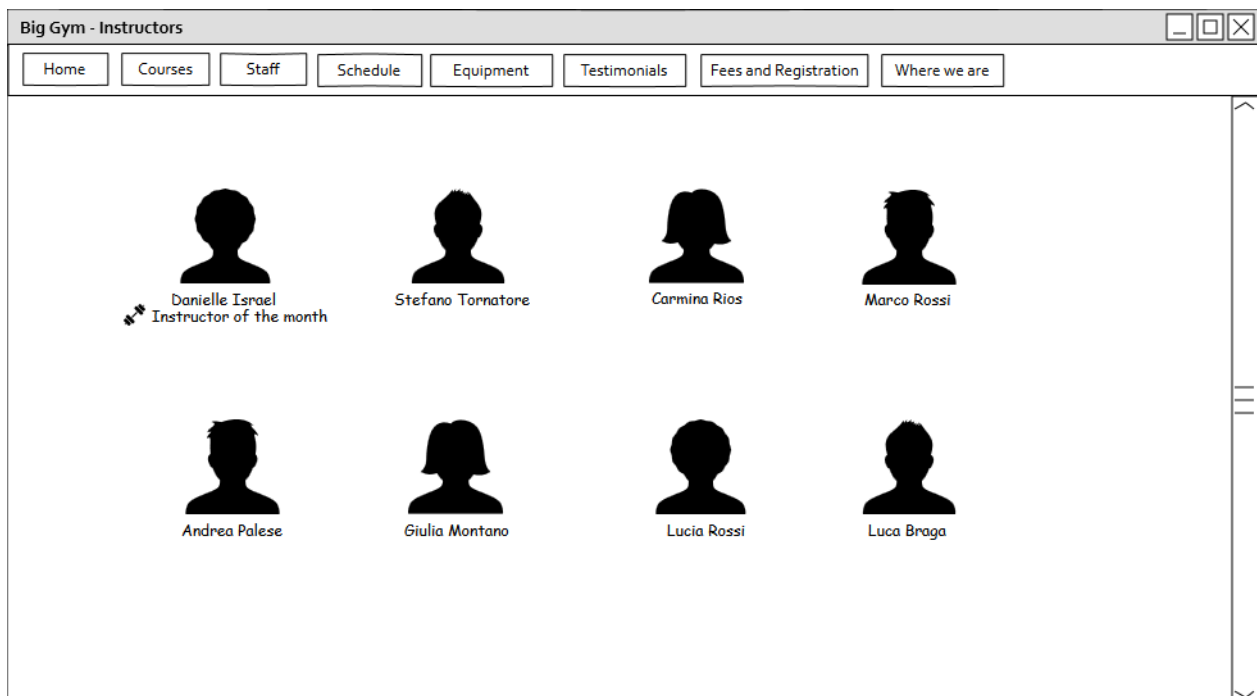 Big Gym - Instructors
Home Courses Staff Schedule Equipment Testimonials Fees and Registration Where we are
Danielle Israel Stefano Tornatore Carmina Rios Marco Rossi
Instructor of the month
Andrea Palese Giulia Montano Lucia Rossi Luca Braga